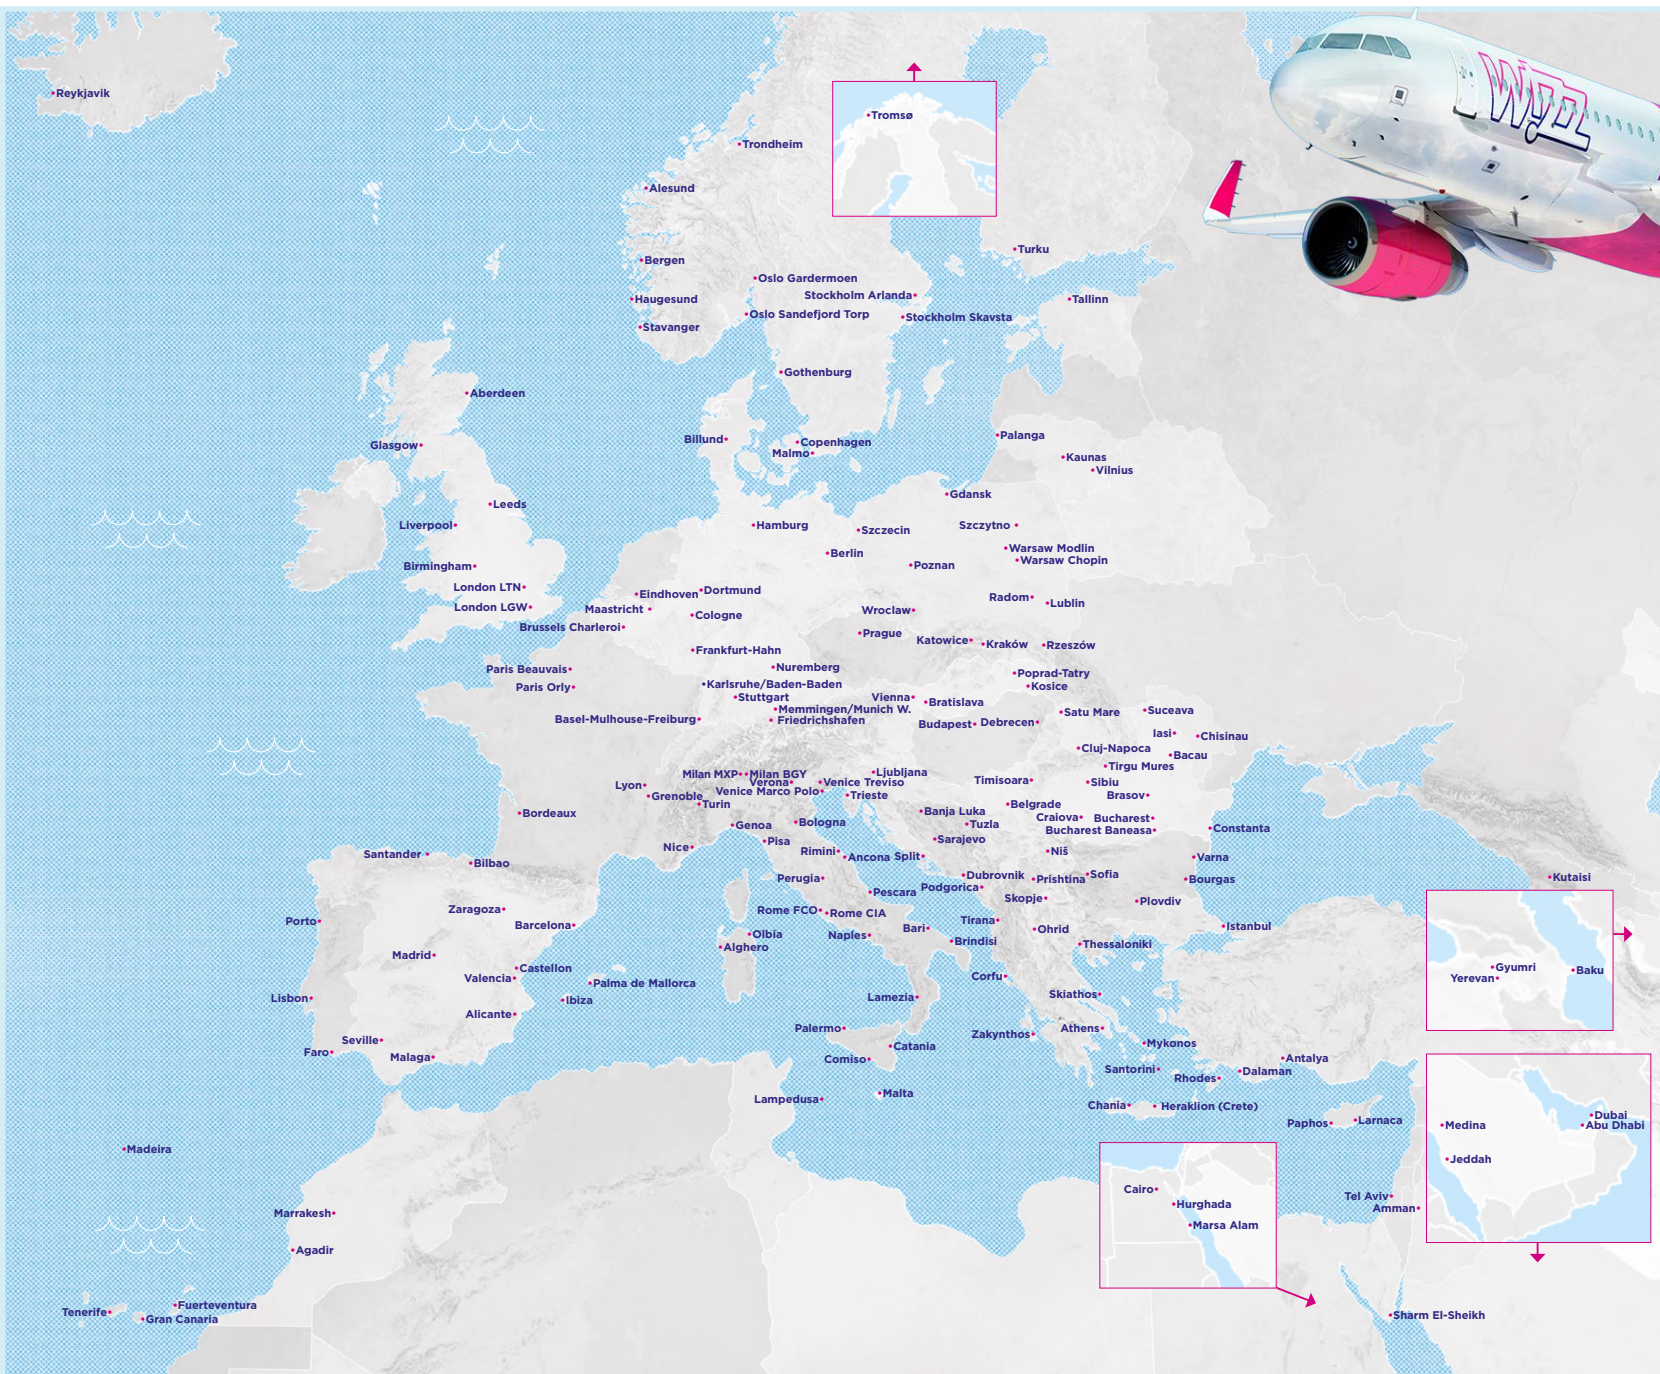 Reykjavik
Tromsø
Trondheim
Alesund
Turku
Bergen
Oslo Gardermoen
Stockholm Arlanda
Haugesund
Tallinn
Oslo Sandefjord Torp
Stockholm Skavsta
Stavanger
Gothenburg
Aberdeen
Palanga
Billund
Copenhagen
Glasgow
Malmo
Kaunas
Vilnius
Gdansk
Leeds
Liverpool
Hamburg
Szczecin
Szczytno
Berlin
Warsaw Modlin
Warsaw Chopin
Birmingham
Poznan
London LTN
Eindhoven
Dortmund
Radom
Lublin
London LGW
Maastricht
Cologne
Wroclaw
Brussels Charleroi
Prague
Katowice
Kraków
Rzeszów
Frankfurt-Hahn
Paris Beauvais
Nuremberg
Poprad-Tatry
Paris Orly
Karlsruhe/Baden-Baden
Kosice
Stuttgart
Vienna
Bratislava
Memmingen/Munich W.
Satu Mare
Suceava
Basel-Mulhouse-Freiburg
Friedrichshafen
Budapest
Debrecen
Iasi
Chisinau
Cluj-Napoca
Bacau
Tirgu Mures
Milan MXP
Milan BGY
Ljubljana
Verona
Venice Treviso
Timisoara
Sibiu
Lyon
Venice Marco Polo
Trieste
Brasov
Grenoble
Turin
Belgrade
Bordeaux
Banja Luka
Craiova
Bucharest
Genoa
Bologna
Tuzla
Bucharest Baneasa
Constanta
Pisa
Sarajevo
Nice
Rimini
Ancona
Split
Niš
Santander
Bilbao
Varna
Perugia
Dubrovnik
Prishtina
Sofia
Bourgas
Kutaisi
Pescara
Podgorica
Skopje
Plovdiv
Zaragoza
Rome FCO
Rome CIA
Porto
Barcelona
Tirana
Istanbul
Bari
Ohrid
Olbia
Naples
Brindisi
Thessaloniki
Alghero
Madrid
Castellon
Gyumri
Baku
Valencia
Corfu
Yerevan
Palma de Mallorca
Lisbon
Ibiza
Lamezia
Skiathos
Alicante
Palermo
Athens
Zakynthos
Seville
Catania
Mykonos
Faro
Malaga
Comiso
Antalya
Santorini
Dalaman
Rhodes
Lampedusa
Malta
Chania
Heraklion (Crete)
Paphos
Larnaca
Dubai
Medina
Abu Dhabi
Madeira
Jeddah
Cairo
Tel Aviv
Hurghada
Amman
Marrakesh
Marsa Alam
Agadir
Fuerteventura
Tenerife
Gran Canaria
Sharm El-Sheikh